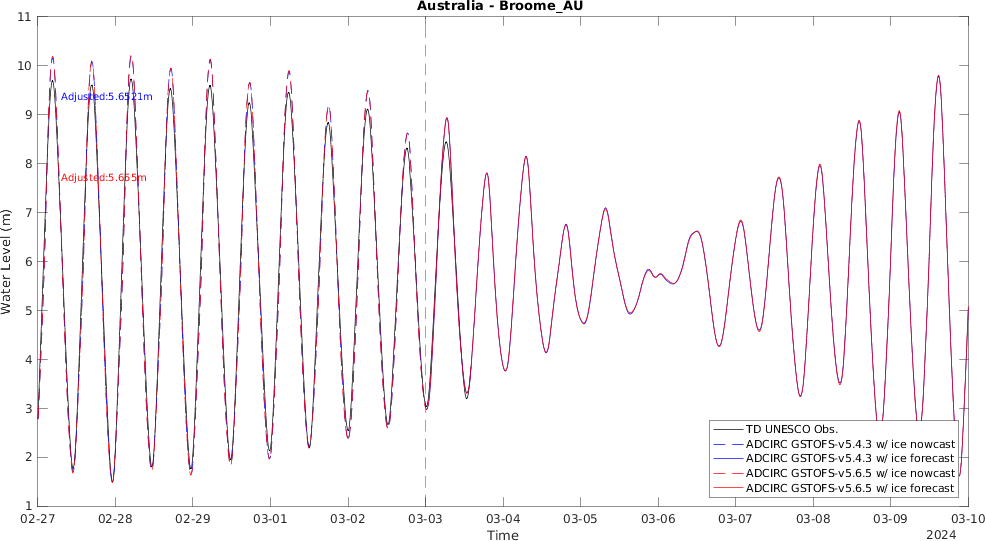 Australia - Broome_AU
11
10
9
8
7
6
5
4
3
2
1
Water Level (m)
Adjusted:5.6521m
Adjusted:5.665m
TD UNESCO Obs.
ADCIRC GSTOFS-v5.4.3 w/ ice nowcast
ADCIRC GSTOFS-v5.4.3 w/ ice forecast
ADCIRC GSTOFS-v5.6.5 w/ ice nowcast
ADCIRC GSTOFS-v5.6.5 w/ ice forecast
02-27 02-28 02-29 03-01 03-02 03-03 03-04 03-05 03-06 03-07 03-08 03-09 03-10
Time
2024